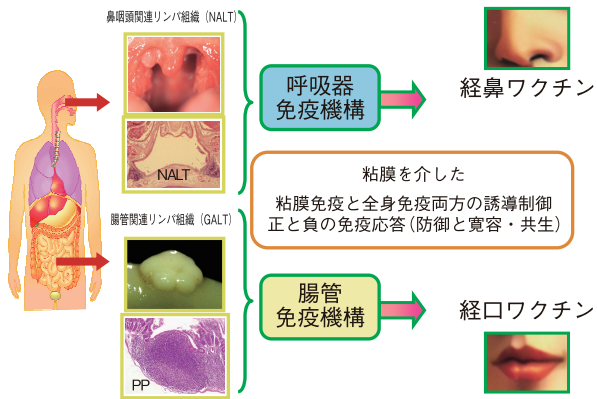 鼻咽頭関連リンパ組織（NALT）
NALT
呼吸器
免疫機構
経鼻ワクチン
粘膜を介した
粘膜免疫と全身免疫両方の誘導制御
正と負の免疫応答（防御と寛容・共生）
腸管関連リンパ組織（GALT）
PP
腸管
免疫機構
経口ワクチン